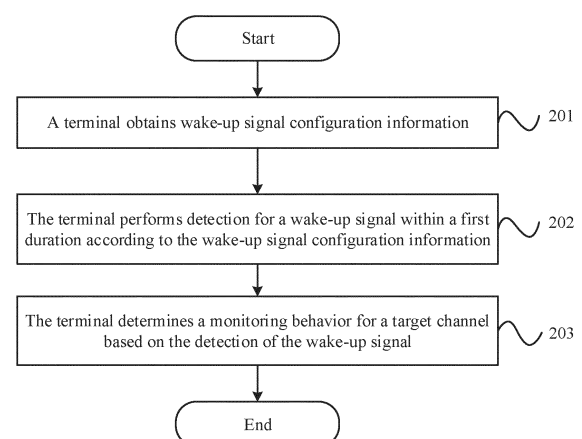 Start
A terminal obtains wake-up signal configuration information
201
The terminal performs detection for a wake-up signal within a first
duration according to the wake-up signal configuration information
202
The terminal determines a monitoring behavior for a target channel
based on the detection of the wake-up signal
203
End